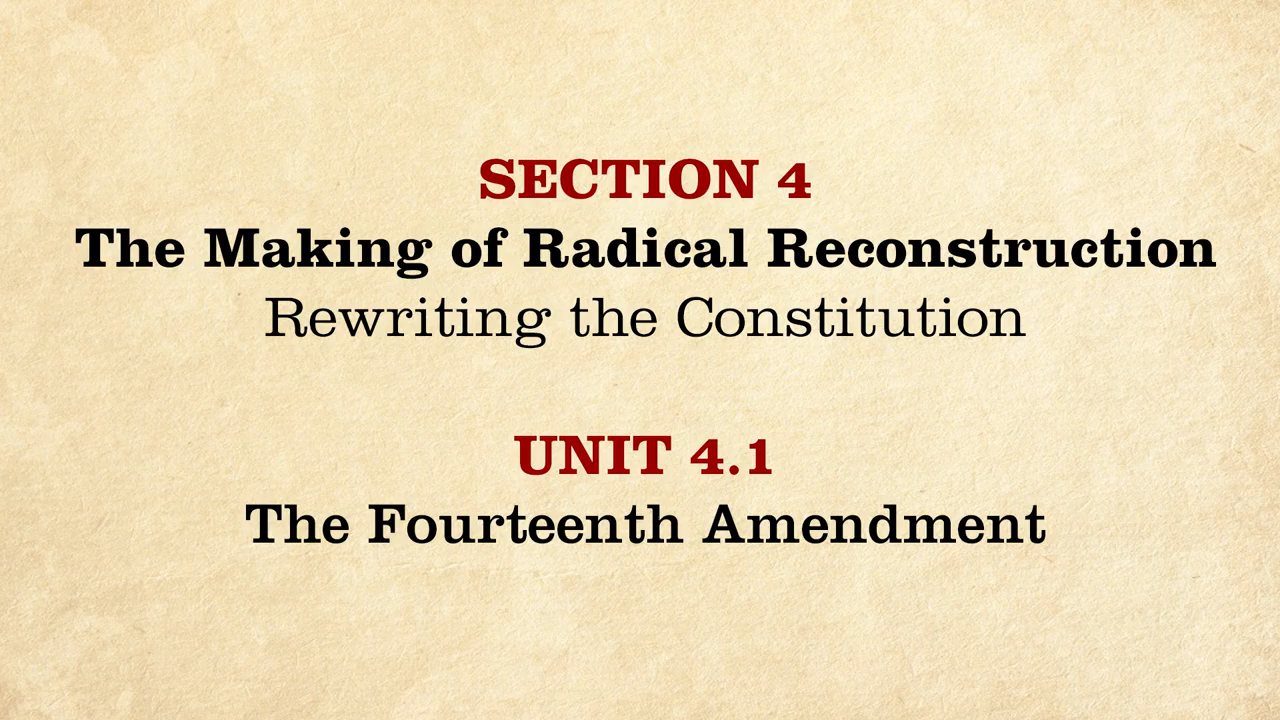 SECTION 4
The Making of Radical Reconstruction
Rewriting the Constitution
UNIT 4.1
The Fourteenth Amendment